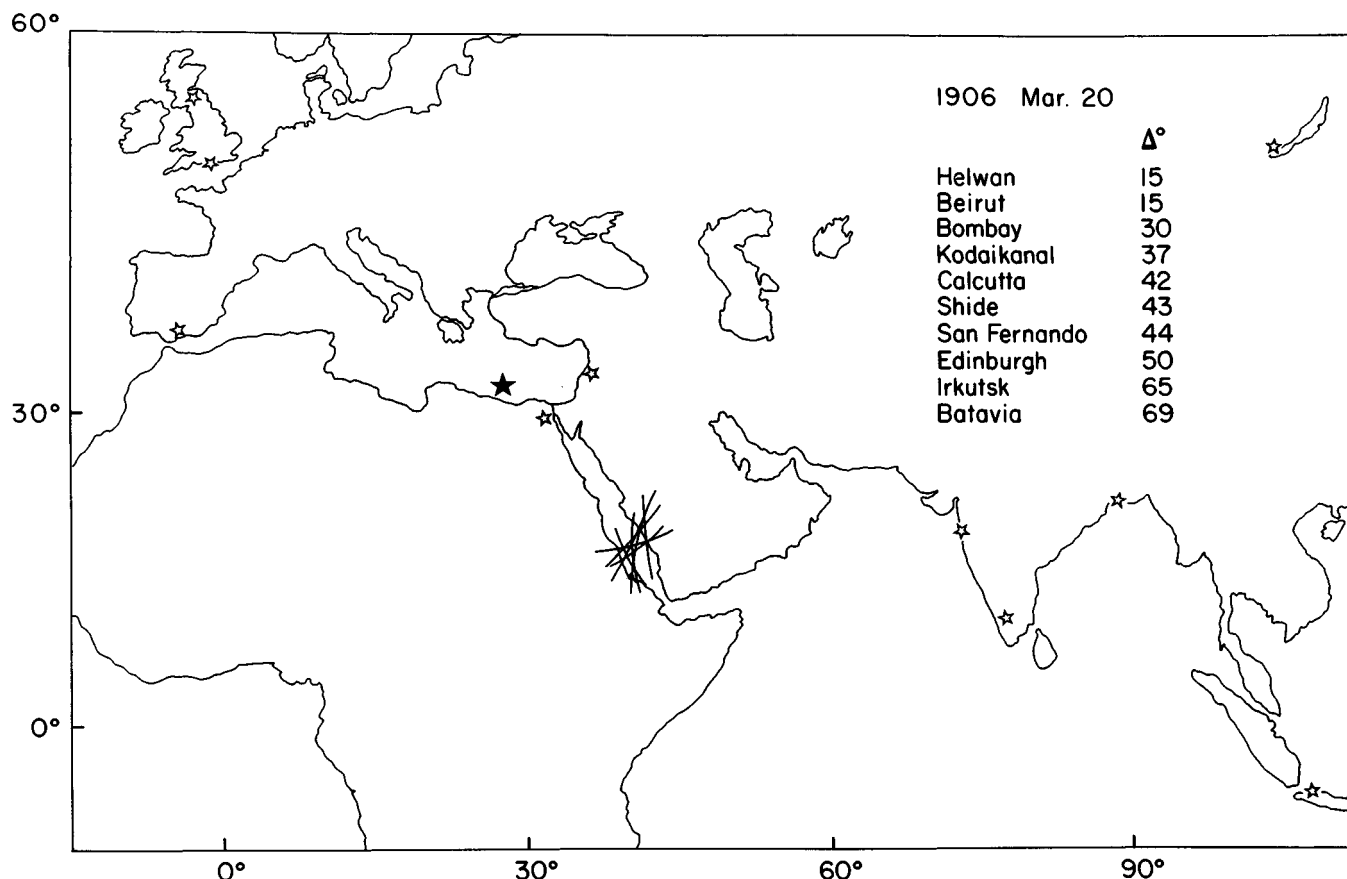 60°
1906 Mar. 20
Δ°
Helwan 15
Beirut 15
Bombay 30
Kodaikanal 37
Calcutta 42
Shide 43
San Fernando 44
Edinburgh 50
Irkutsk 65
Batavia 69
30°
0°
0° 30° 60° 90°